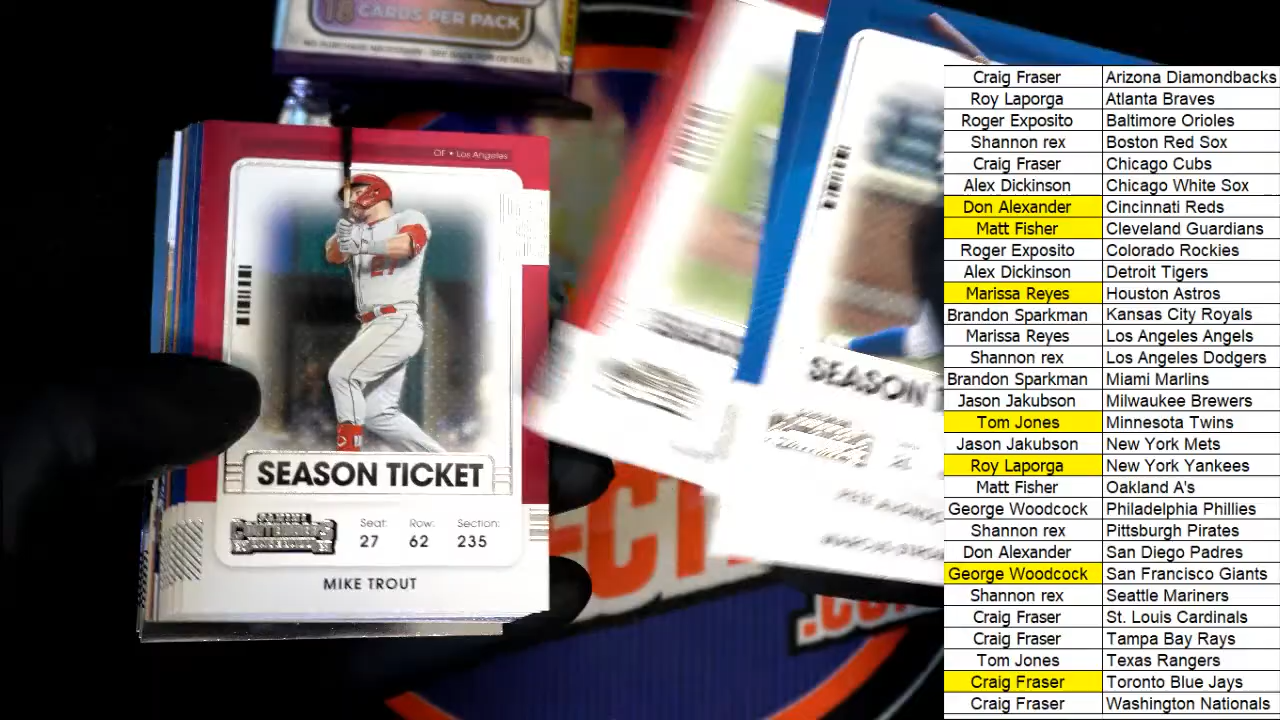 18 CARDS PER PACK
OF • Los Angeles
27
SEASON TICKET
Seat: Row: Section:
27 62 235
MIKE TROUT
SEASON
Craig Fraser Arizona Diamondbacks
Roy Laporga Atlanta Braves
Roger Exposito Baltimore Orioles
Shannon rex Boston Red Sox
Craig Fraser Chicago Cubs
Alex Dickinson Chicago White Sox
Don Alexander Cincinnati Reds
Matt Fisher Cleveland Guardians
Roger Exposito Colorado Rockies
Alex Dickinson Detroit Tigers
Marissa Reyes Houston Astros
Brandon Sparkman Kansas City Royals
Marissa Reyes Los Angeles Angels
Shannon rex Los Angeles Dodgers
Brandon Sparkman Miami Marlins
Jason Jakubson Milwaukee Brewers
Tom Jones Minnesota Twins
Jason Jakubson New York Mets
Roy Laporga New York Yankees
Matt Fisher Oakland A's
George Woodcock Philadelphia Phillies
Shannon rex Pittsburgh Pirates
Don Alexander San Diego Padres
George Woodcock San Francisco Giants
Shannon rex Seattle Mariners
Craig Fraser St. Louis Cardinals
Craig Fraser Tampa Bay Rays
Tom Jones Texas Rangers
Craig Fraser Toronto Blue Jays
Craig Fraser Washington Nationals